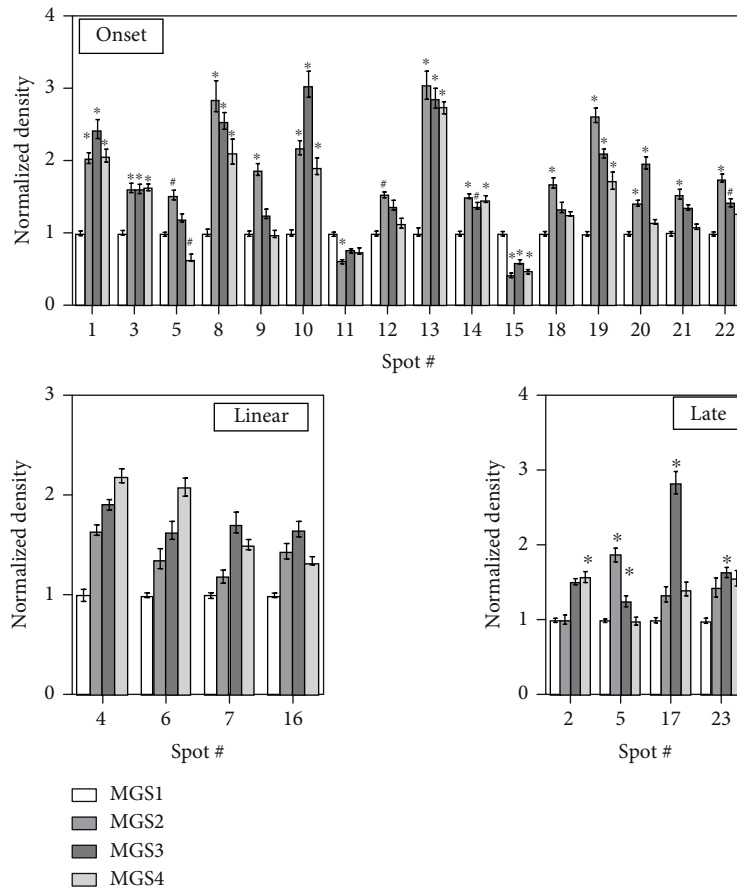 Onset
Normalized density
4
3
2
1
0
* * * *** # # * * * * * * * * # * * * * # * * * * * * * * * * * * #
1 3 5 8 9 10 11 12 13 14 15 18 19 20 21 22
Spot #
Linear
Normalized density
3
2
1
0
4 6 7 16
Spot #
Late
Normalized density
4
3
2
1
0
* * * * *
2 5 17 23
Spot #
MGS1
MGS2
MGS3
MGS4